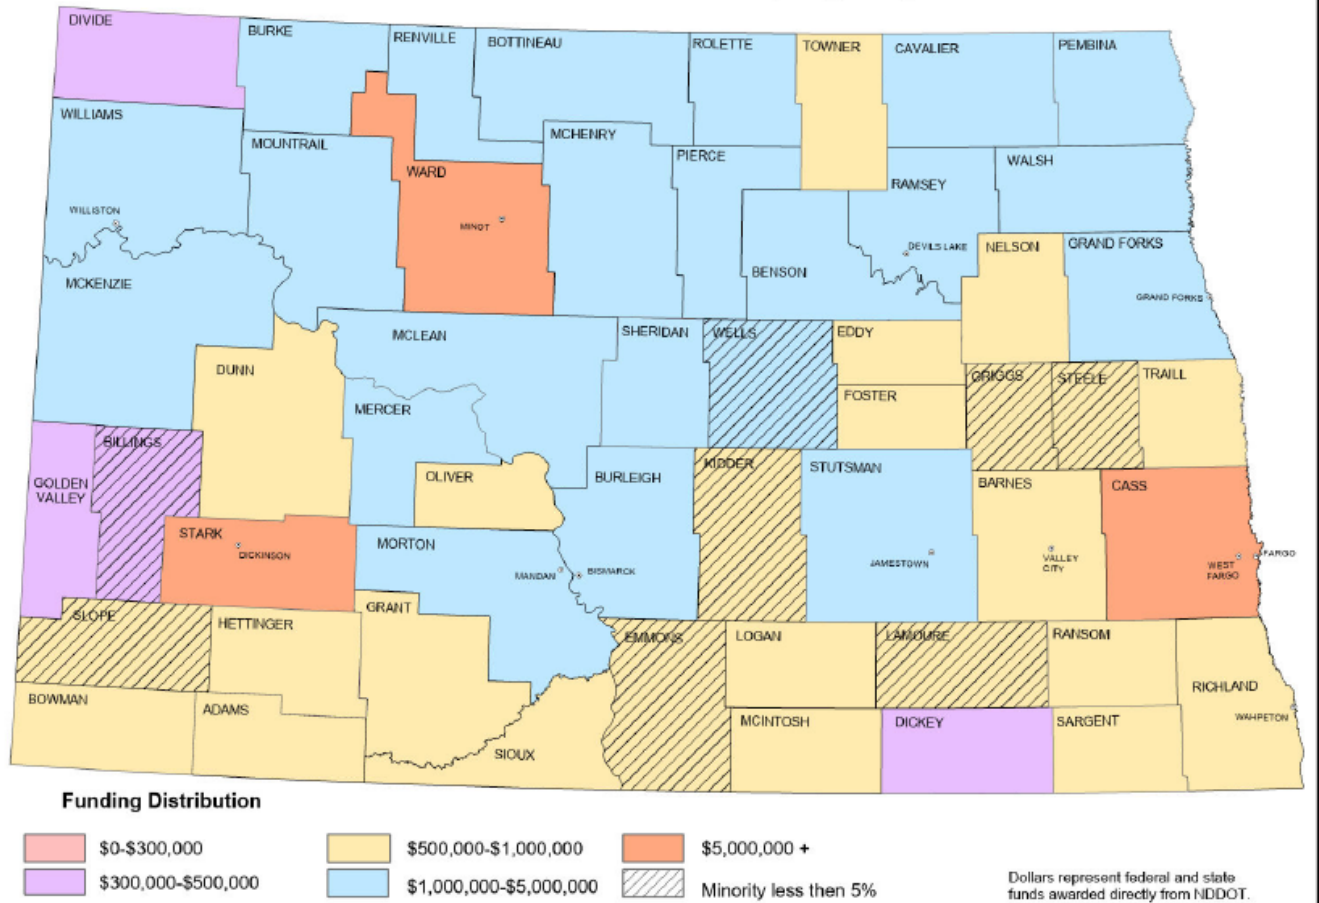 DIVIDE
BURKE
RENVILLE
BOTTINEAU
ROLETTE
TOWNER
CAVALIER
PEMBINA
WILLIAMS
MOUNTRAIL
WARD
MCHENRY
PIERCE
RAMSEY
WALSH
WILLISTON
MINOT
DEVILS LAKE
NELSON
GRAND FORKS
MCKENZIE
BENSON
GRAND FORKS
MCLEAN
SHERIDAN
WELLS
EDDY
DUNN
GRIGGS
STEELE
TRAILL
MERCER
FOSTER
BILLINGS
GOLDEN
VALLEY
OLIVER
BURLEIGH
KIDDER
STUTSMAN
BARNES
CASS
STARK
DICKINSON
MORTON
MANDAN
BISMARCK
JAMESTOWN
VALLEY
CITY
WEST
FARGO
FARGO
SLOPE
HETTINGER
GRANT
EMMONS
LOGAN
LAMOURE
RANSOM
RICHLAND
WAHPETON
BOWMAN
ADAMS
SIOUX
MCINTOSH
DICKEY
SARGENT
Funding Distribution
$0-$300,000
$500,000-$1,000,000
$5,000,000 +
$300,000-$500,000
$1,000,000-$5,000,000
Minority less then 5%
Dollars represent federal and state
funds awarded directly from NDDOT.